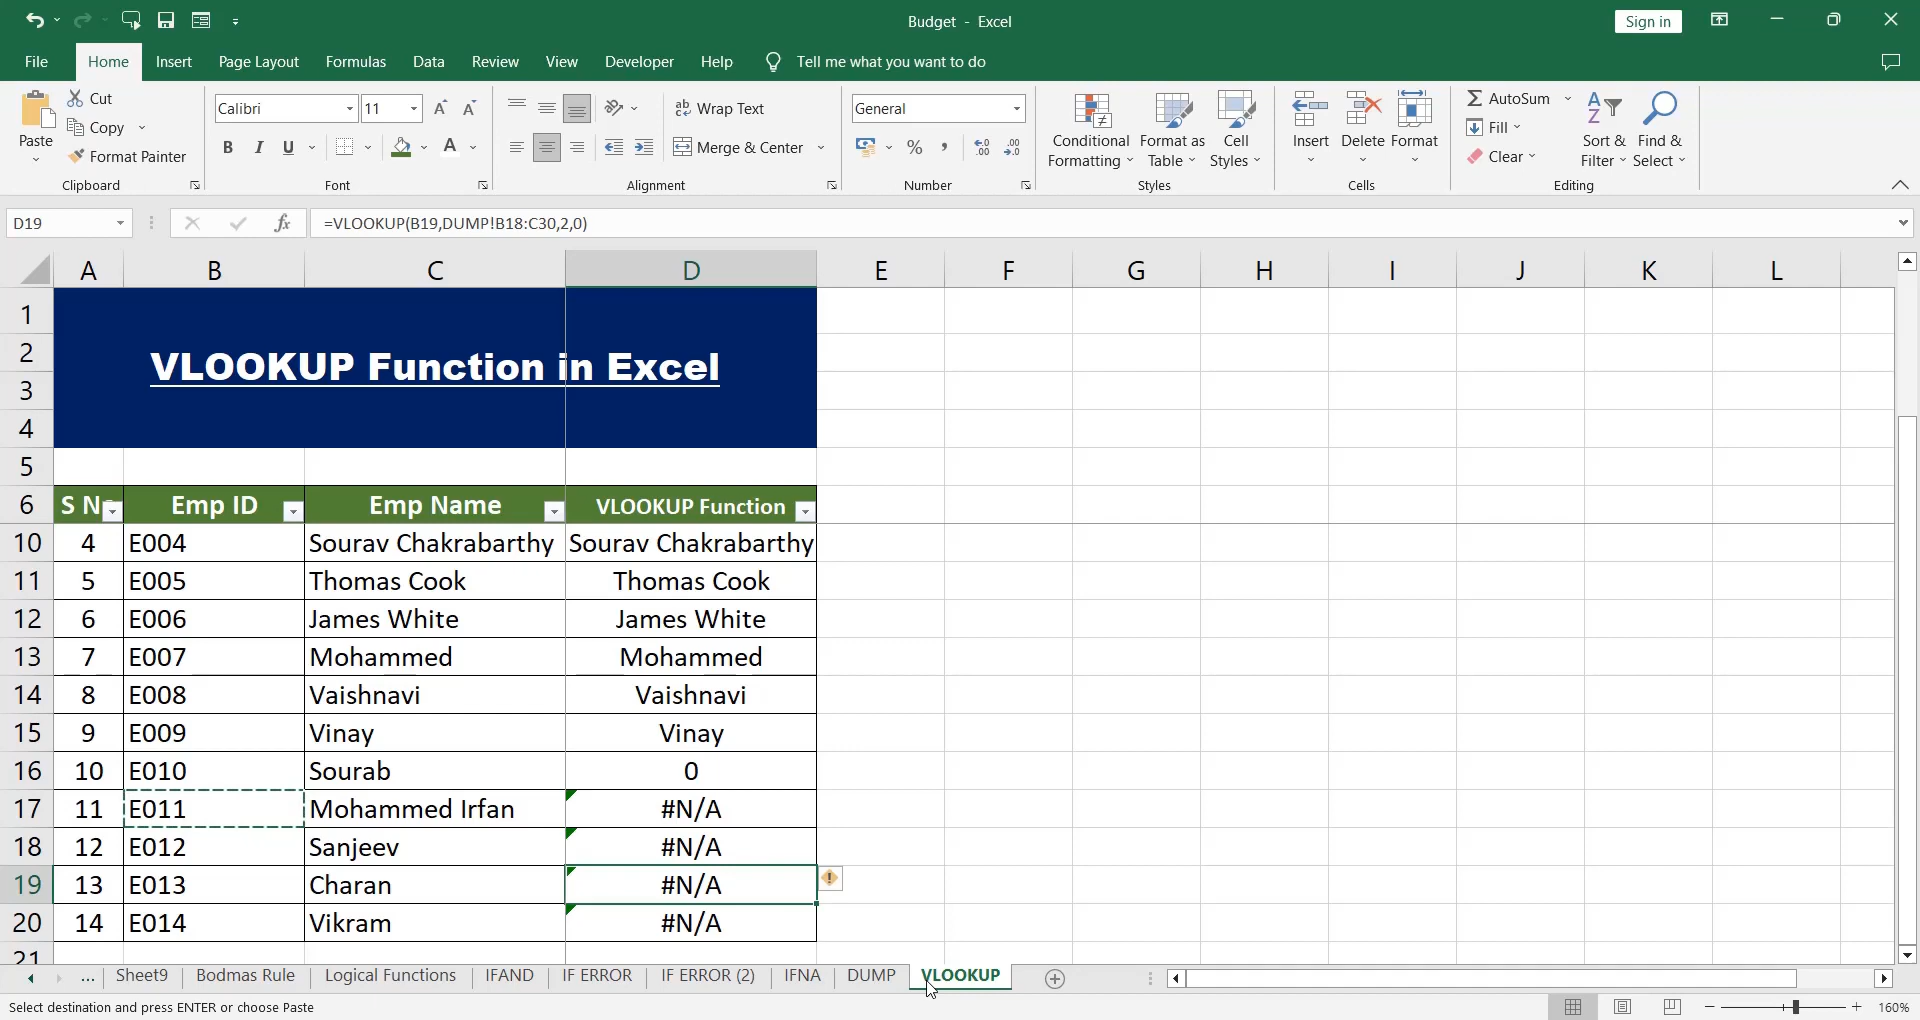 Budget - Excel
Sign in
File Home Insert Page Layout Formulas Data Review View Developer Help Tell me what you want to do
Paste
Cut
Copy
Format Painter
Clipboard
Calibri 11
B I U A
Font
Wrap Text
Merge & Center
Alignment
General
Number
Conditional Formatting
Format as Table
Cell Styles
Styles
Insert
Delete
Format
Cells
AutoSum
Fill
Clear
Sort & Filter
Find & Select
Editing
D19 fx =VLOOKUP(B19,DUMP!B18:C30,2,0)
A B C D E F G H I J K L
1
2
VLOOKUP Function in Excel
3
4
5
6 S N Emp ID Emp Name VLOOKUP Function
10 4 E004 Sourav Chakrabarthy Sourav Chakrabarthy
11 5 E005 Thomas Cook Thomas Cook
12 6 E006 James White James White
13 7 E007 Mohammed Mohammed
14 8 E008 Vaishnavi Vaishnavi
15 9 E009 Vinay Vinay
16 10 E010 Sourab 0
17 11 E011 Mohammed Irfan #N/A
18 12 E012 Sanjeev #N/A
19 13 E013 Charan #N/A
20 14 E014 Vikram #N/A
21
... Sheet9 Bodmas Rule Logical Functions IFAND IF ERROR IF ERROR (2) IFNA DUMP VLOOKUP
Select destination and press ENTER or choose Paste 160%